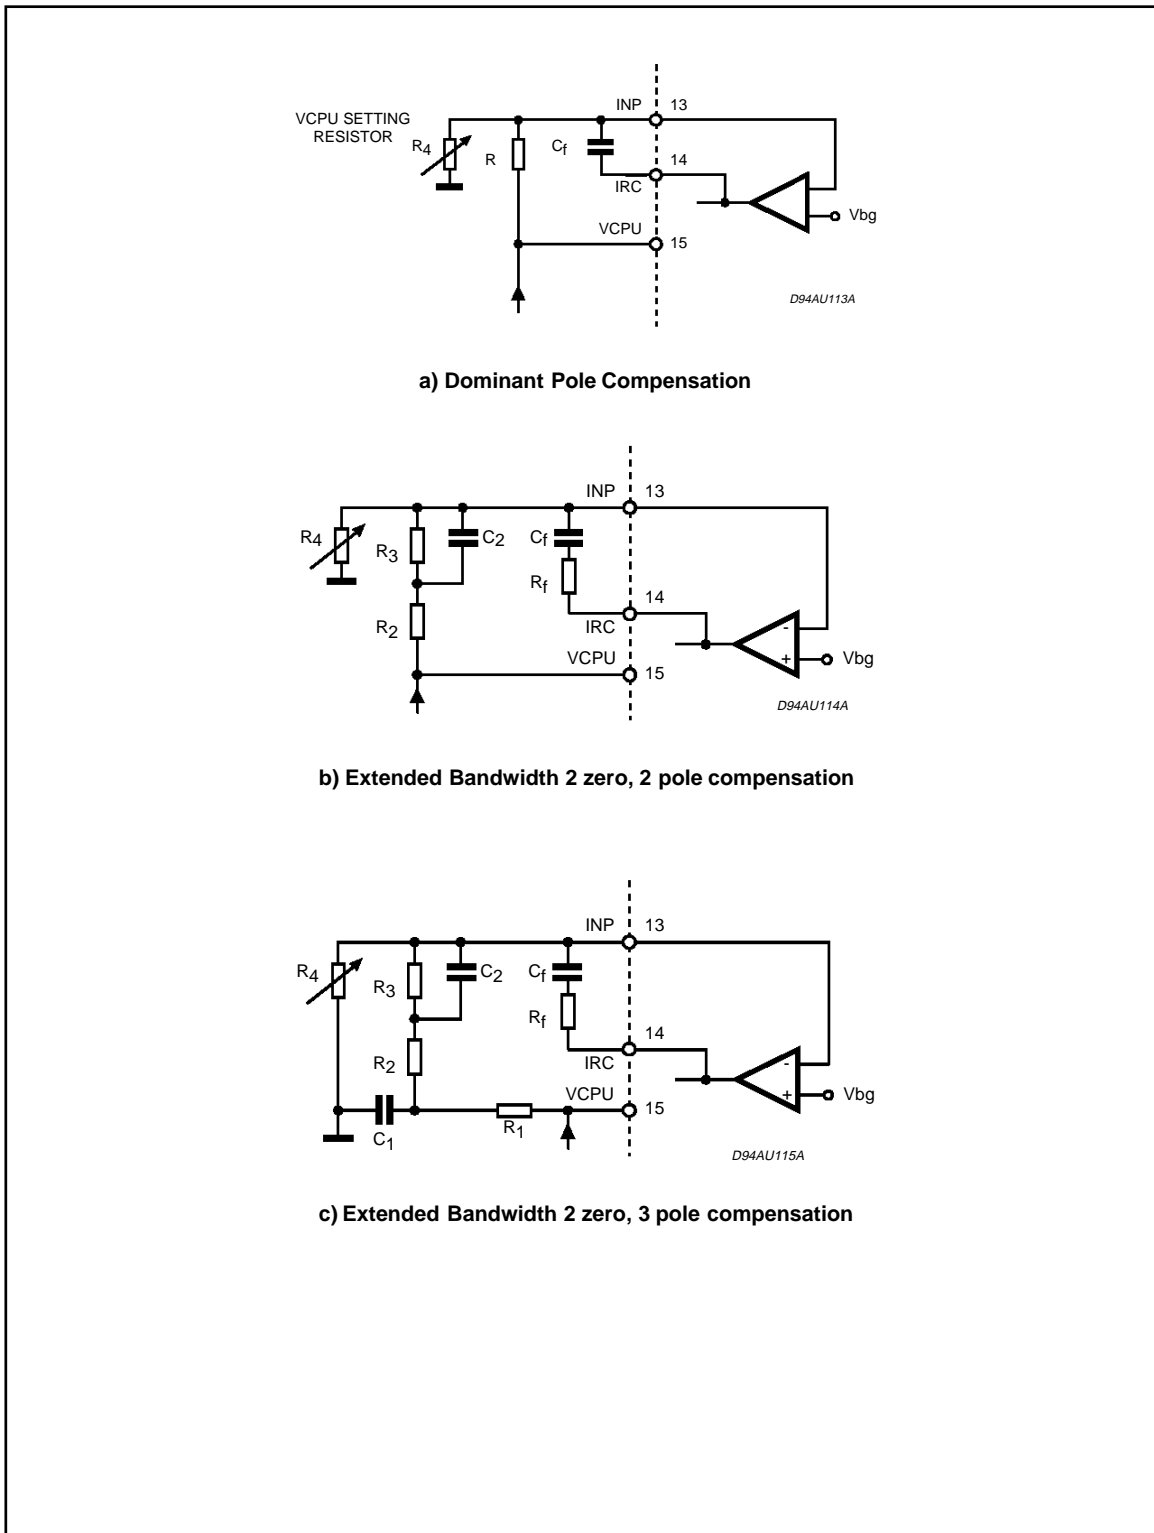 INP
13
VCPU SETTING
RESISTOR
R4
R
Cf
14
IRC
Vbg
VCPU
15
D94AU113A
a) Dominant Pole Compensation
INP
13
R4
R3
C2
Cf
Rf
14
-
R2
IRC
VCPU
+
Vbg
15
D94AU114A
b) Extended Bandwidth 2 zero, 2 pole compensation
INP
13
R4
R3
C2
Cf
Rf
14
R2
IRC
-
VCPU
+
Vbg
15
C1
R1
D94AU115A
c) Extended Bandwidth 2 zero, 3 pole compensation